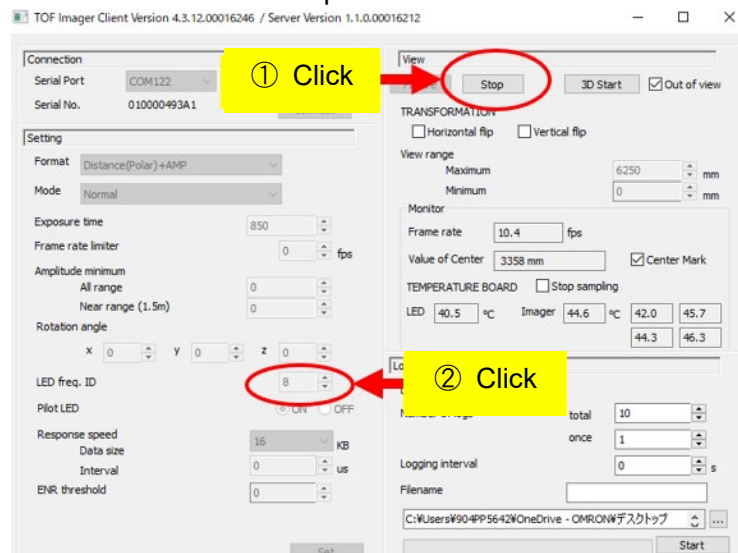 TOF Imager Client Version 4.3.12.00016246 / Server Version 1.1.0.00016212
Connection
Serial Port COM122
Serial No. 010000493A1
① Click
Setting
Format Distance(Polar)+AMP
Mode Normal
Exposure time 850
Frame rate limiter 0 fps
Amplitude minimum
All range 0
Near range (1.5m) 0
Rotation angle
x 0 y 0 z 0
LED freq. ID 8
Pilot LED ON OFF
Response speed
Data size 16 KB
Interval 0 us
ENR threshold 0
Set
View
Stop 3D Start Out of view
TRANSFORMATION
Horizontal flip Vertical flip
View range
Maximum 6250 mm
Minimum 0 mm
Monitor
Frame rate 10.4 fps
Value of Center 3358 mm Center Mark
TEMPERATURE BOARD Stop sampling
LED 40.5 ℃ Imager 44.6 ℃ 42.0 45.7
44.3 46.3
② Click
total 10
once 1
Logging interval 0 s
Filename
C:¥Users¥904PP5642¥OneDrive - OMRON¥デスクトップ ...
Start